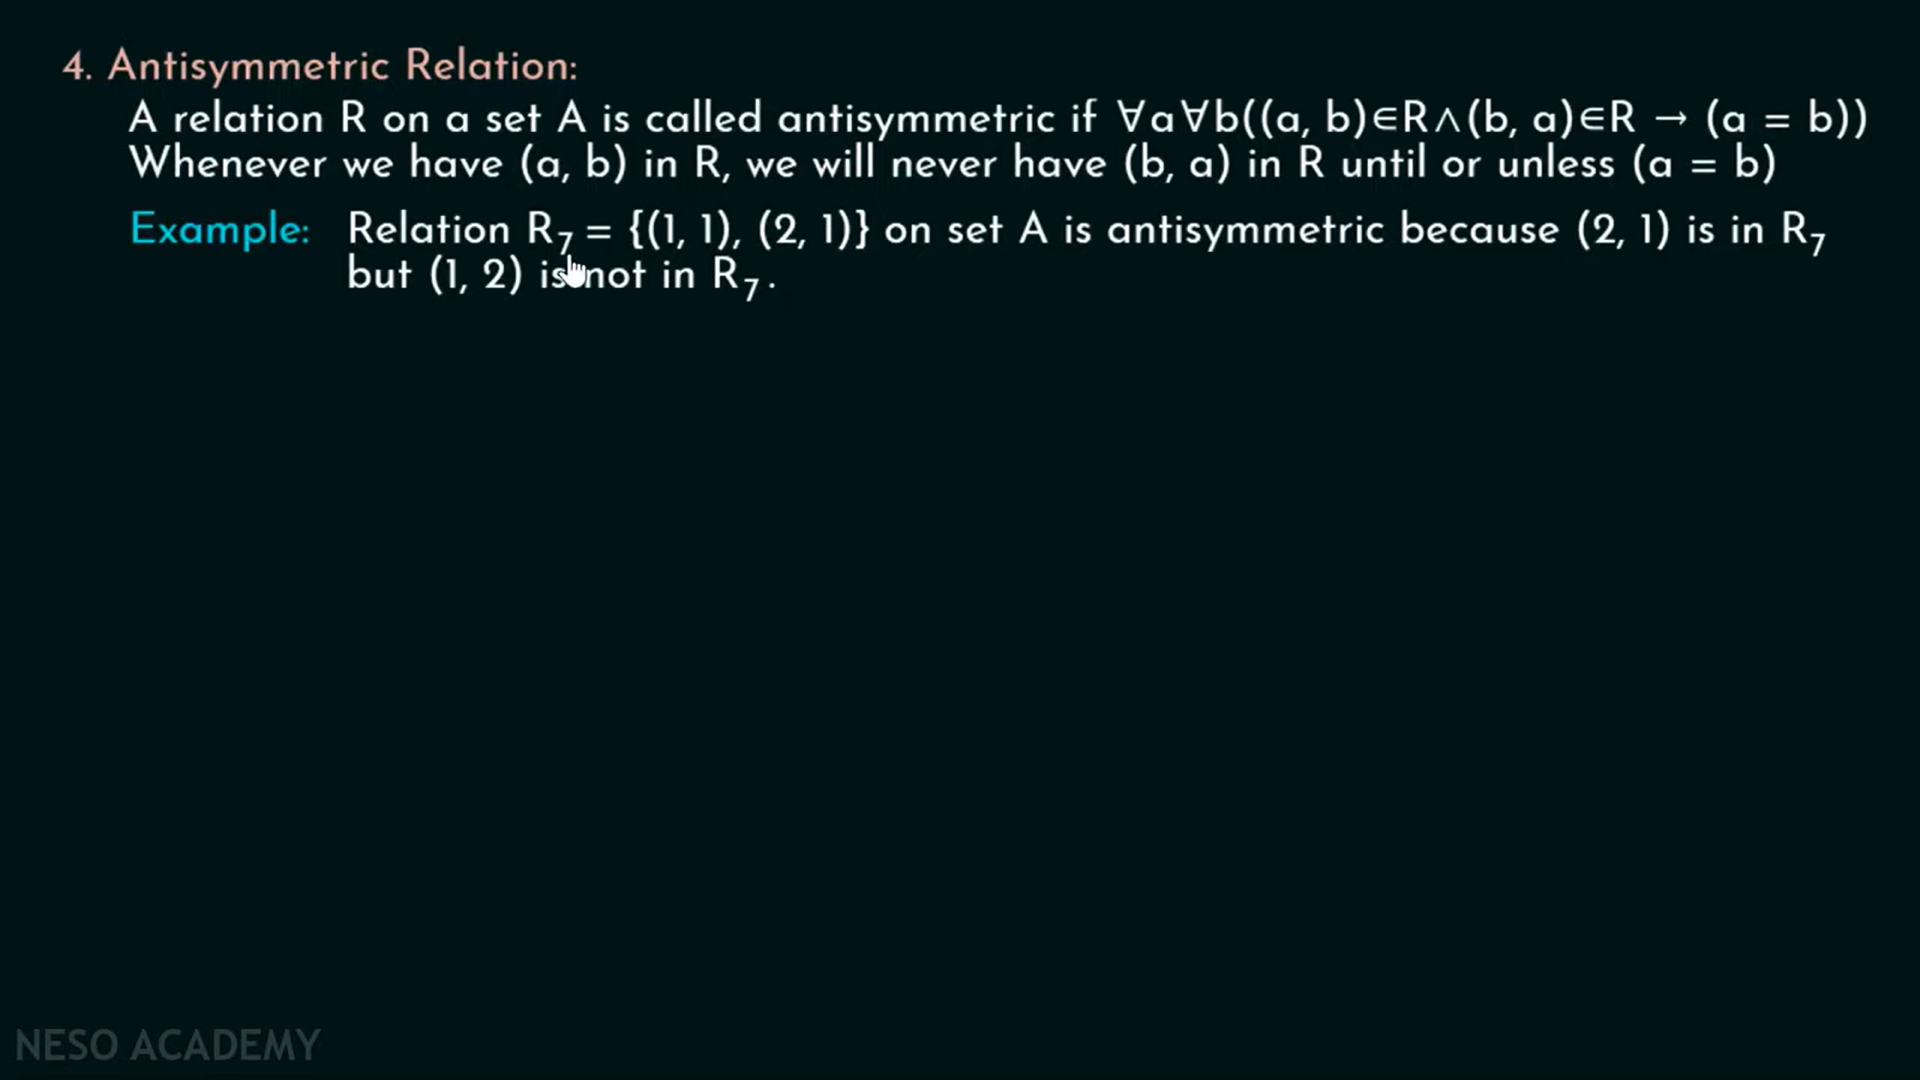 4. Antisymmetric Relation:
A relation R on a set A is called antisymmetric if ∀a∀b((a, b)∈R∧(b, a)∈R → (a = b))
Whenever we have (a, b) in R, we will never have (b, a) in R until or unless (a = b)
Example: Relation R₇ = {(1, 1), (2, 1)} on set A is antisymmetric because (2, 1) is in R₇
but (1, 2) is not in R₇.
NESO ACADEMY